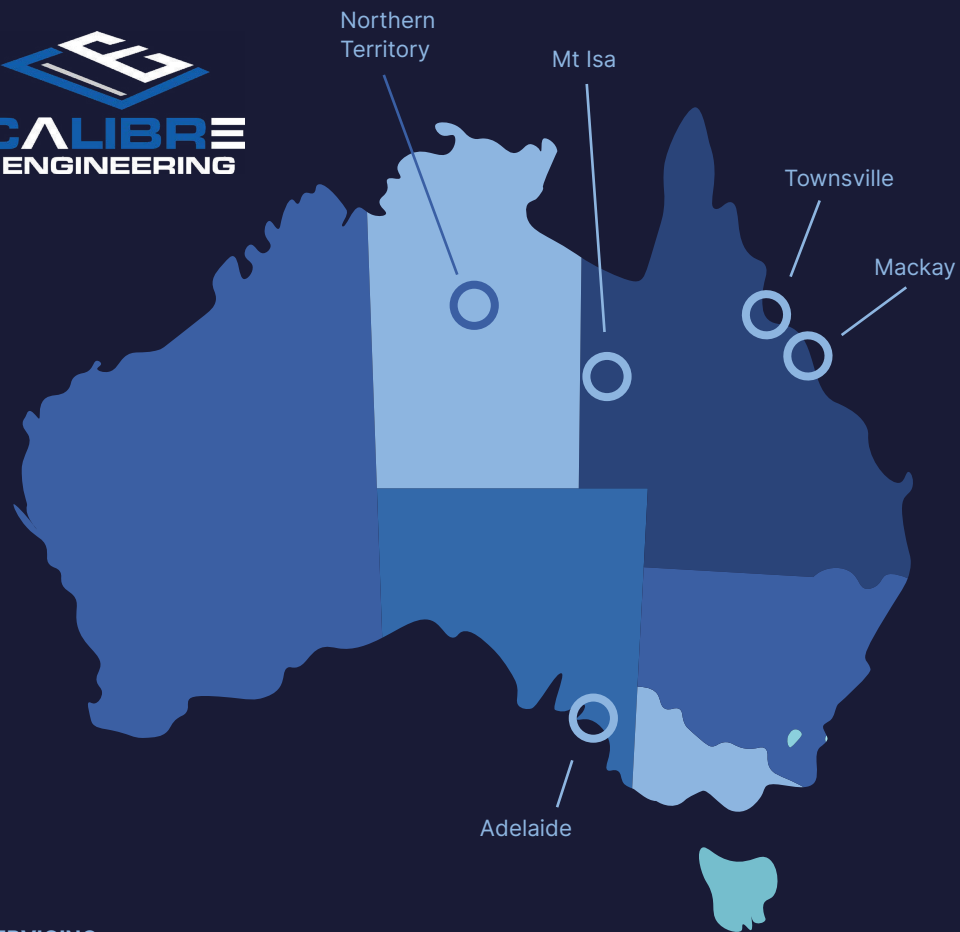 Northern
Territory
Mt Isa
CALIBRE
ENGINEERING
Townsville
Mackay
Adelaide